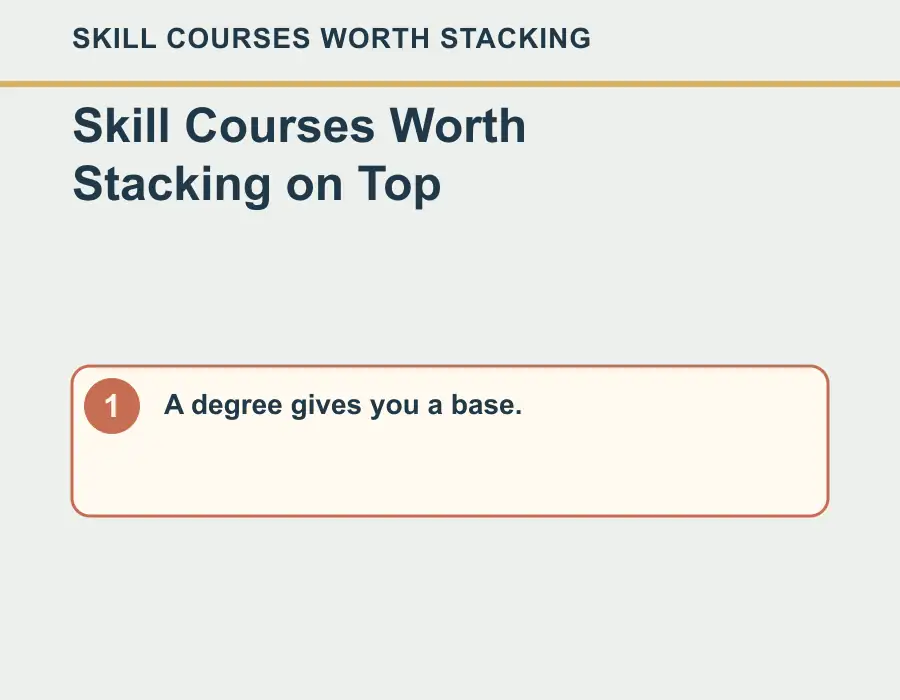 SKILL COURSES WORTH STACKING
Skill Courses Worth
Stacking on Top
1 A degree gives you a base.